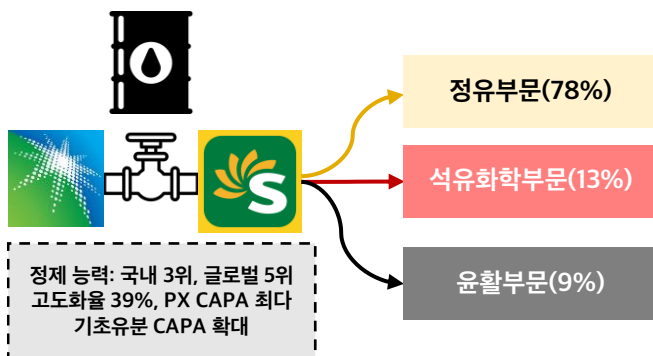 정유부문(78%)
석유화학부문(13%)
윤활부문(9%)
S
정제 능력: 국내 3위, 글로벌 5위
고도화율 39%, PX CAPA 최다
기초유분 CAPA 확대